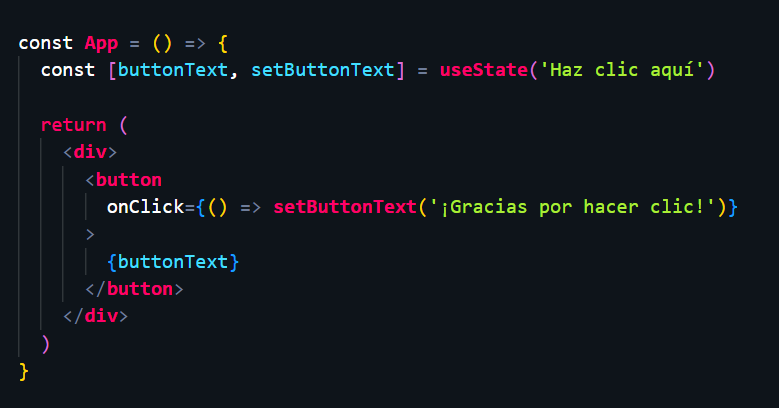 const App = () => {
  const [buttonText, setButtonText] = useState('Haz clic aquí')

  return (
    <div>
      <button
        onClick={() => setButtonText('¡Gracias por hacer clic!')}
      >
        {buttonText}
      </button>
    </div>
  )
}